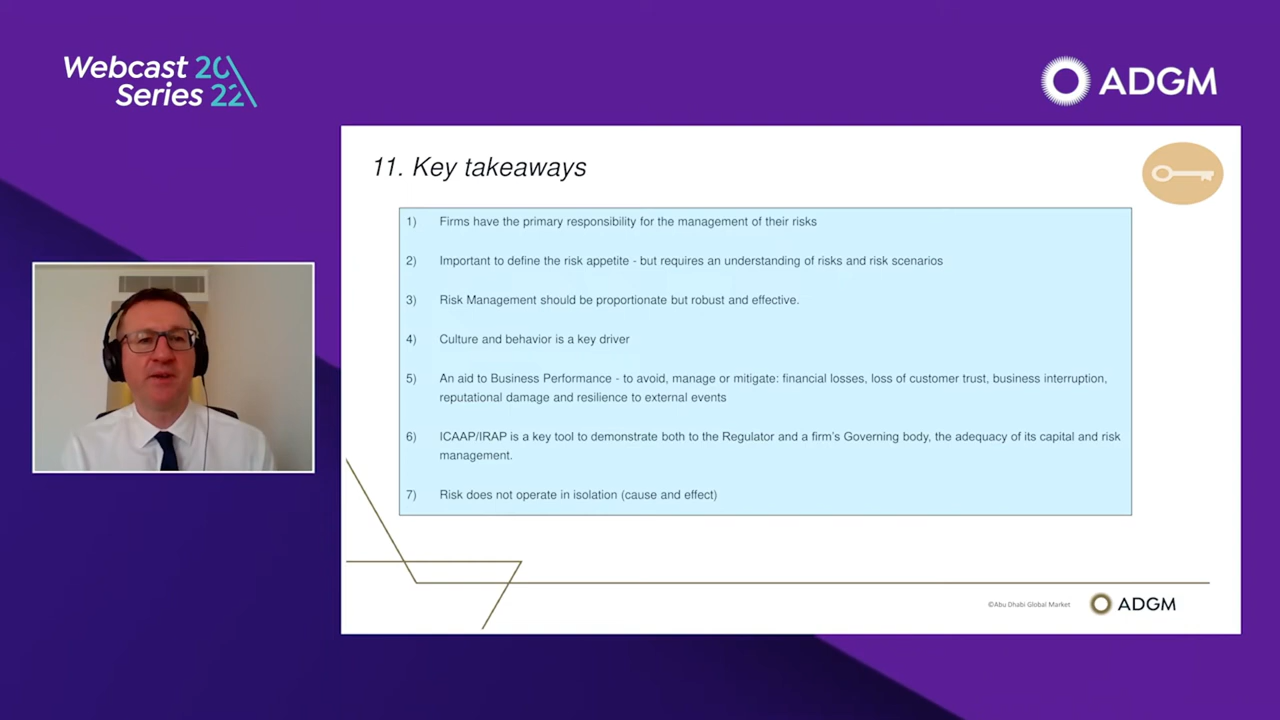 Webcast 20
Series 22
ADGM
11. Key takeaways
1) Firms have the primary responsibility for the management of their risks
2) Important to define the risk appetite - but requires an understanding of risks and risk scenarios
3) Risk Management should be proportionate but robust and effective.
4) Culture and behavior is a key driver
5) An aid to Business Performance - to avoid, manage or mitigate: financial losses, loss of customer trust, business interruption,
reputational damage and resilience to external events
6) ICAAP/IRAP is a key tool to demonstrate both to the Regulator and a firm's Governing body, the adequacy of its capital and risk
management.
7) Risk does not operate in isolation (cause and effect)
©Abu Dhabi Global Market
ADGM